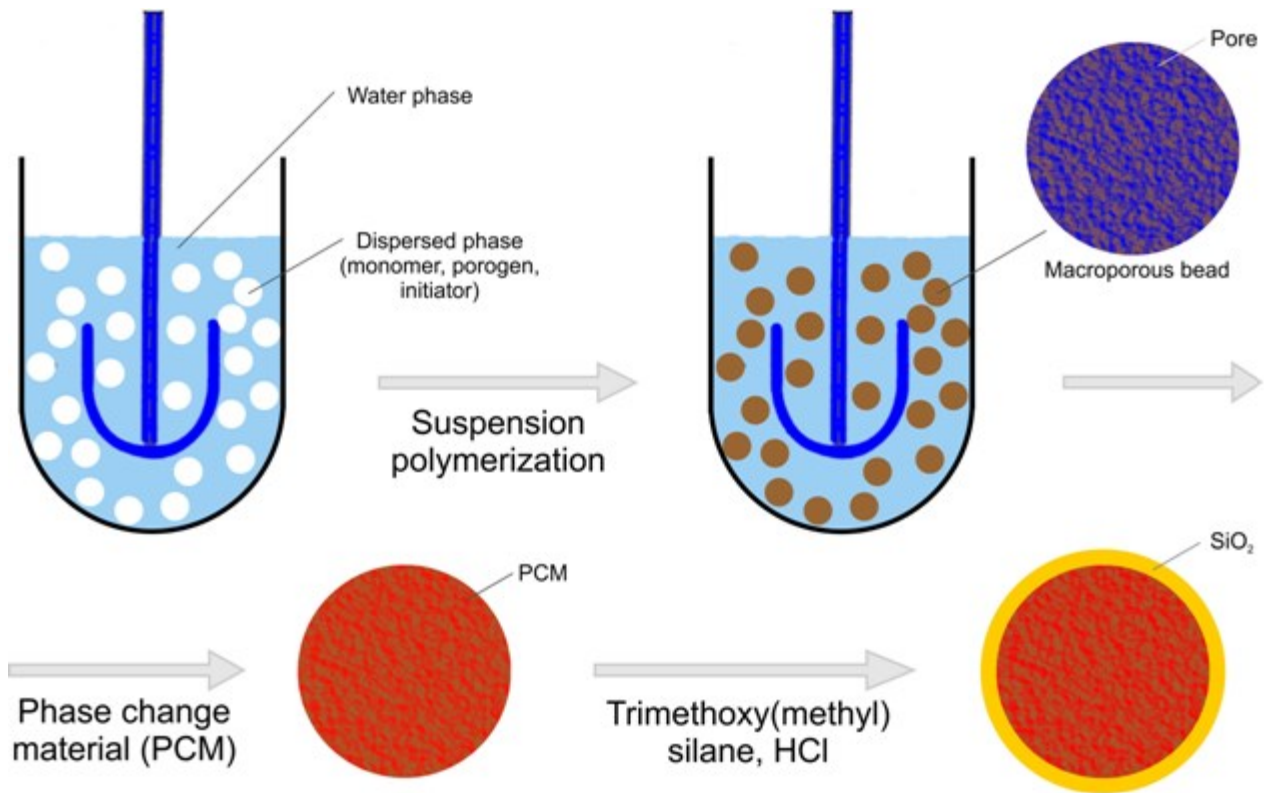 Water phase
Dispersed phase
(monomer, porogen,
initiator)
Suspension
polymerization
Pore
Macroporous bead
Phase change
material (PCM)
PCM
Trimethoxy(methyl)
silane, HCl
SiO₂